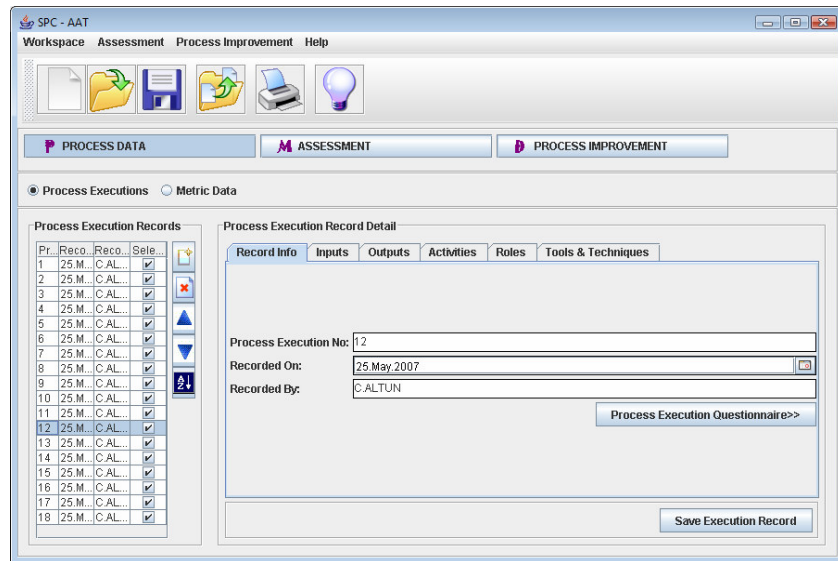 SPC - AAT
Workspace Assessment Process Improvement Help
P PROCESS DATA M ASSESSMENT D PROCESS IMPROVEMENT
Process Executions Metric Data
Process Execution Records
Pr... Reco... Reco... Sele...
1 25.M... C.AL...
2 25.M... C.AL...
3 25.M... C.AL...
4 25.M... C.AL...
5 25.M... C.AL...
6 25.M... C.AL...
7 25.M... C.AL...
8 25.M... C.AL...
9 25.M... C.AL...
10 25.M... C.AL...
11 25.M... C.AL...
12 25.M... C.AL...
13 25.M... C.AL...
14 25.M... C.AL...
15 25.M... C.AL...
16 25.M... C.AL...
17 25.M... C.AL...
18 25.M... C.AL...
Process Execution Record Detail
Record Info Inputs Outputs Activities Roles Tools & Techniques
Process Execution No: 12
Recorded On: 25.May.2007
Recorded By: C.ALTUN
Process Execution Questionnaire>>
Save Execution Record